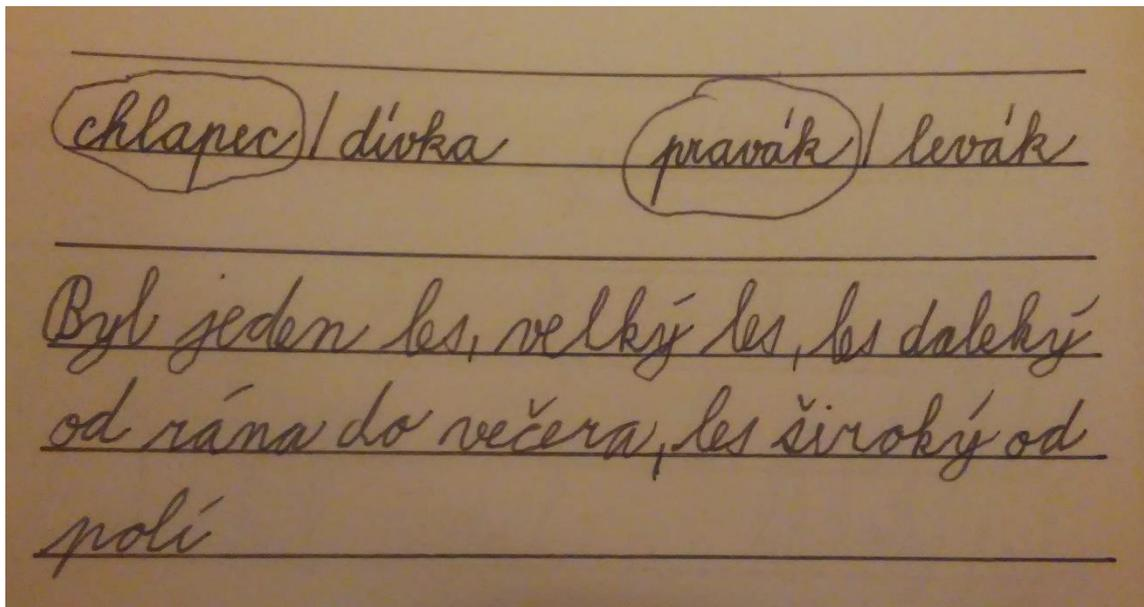 chlapec / dívka pravák / levák
Byl jeden les, velký les, les daleký
od rána do večera, les široký od
polí